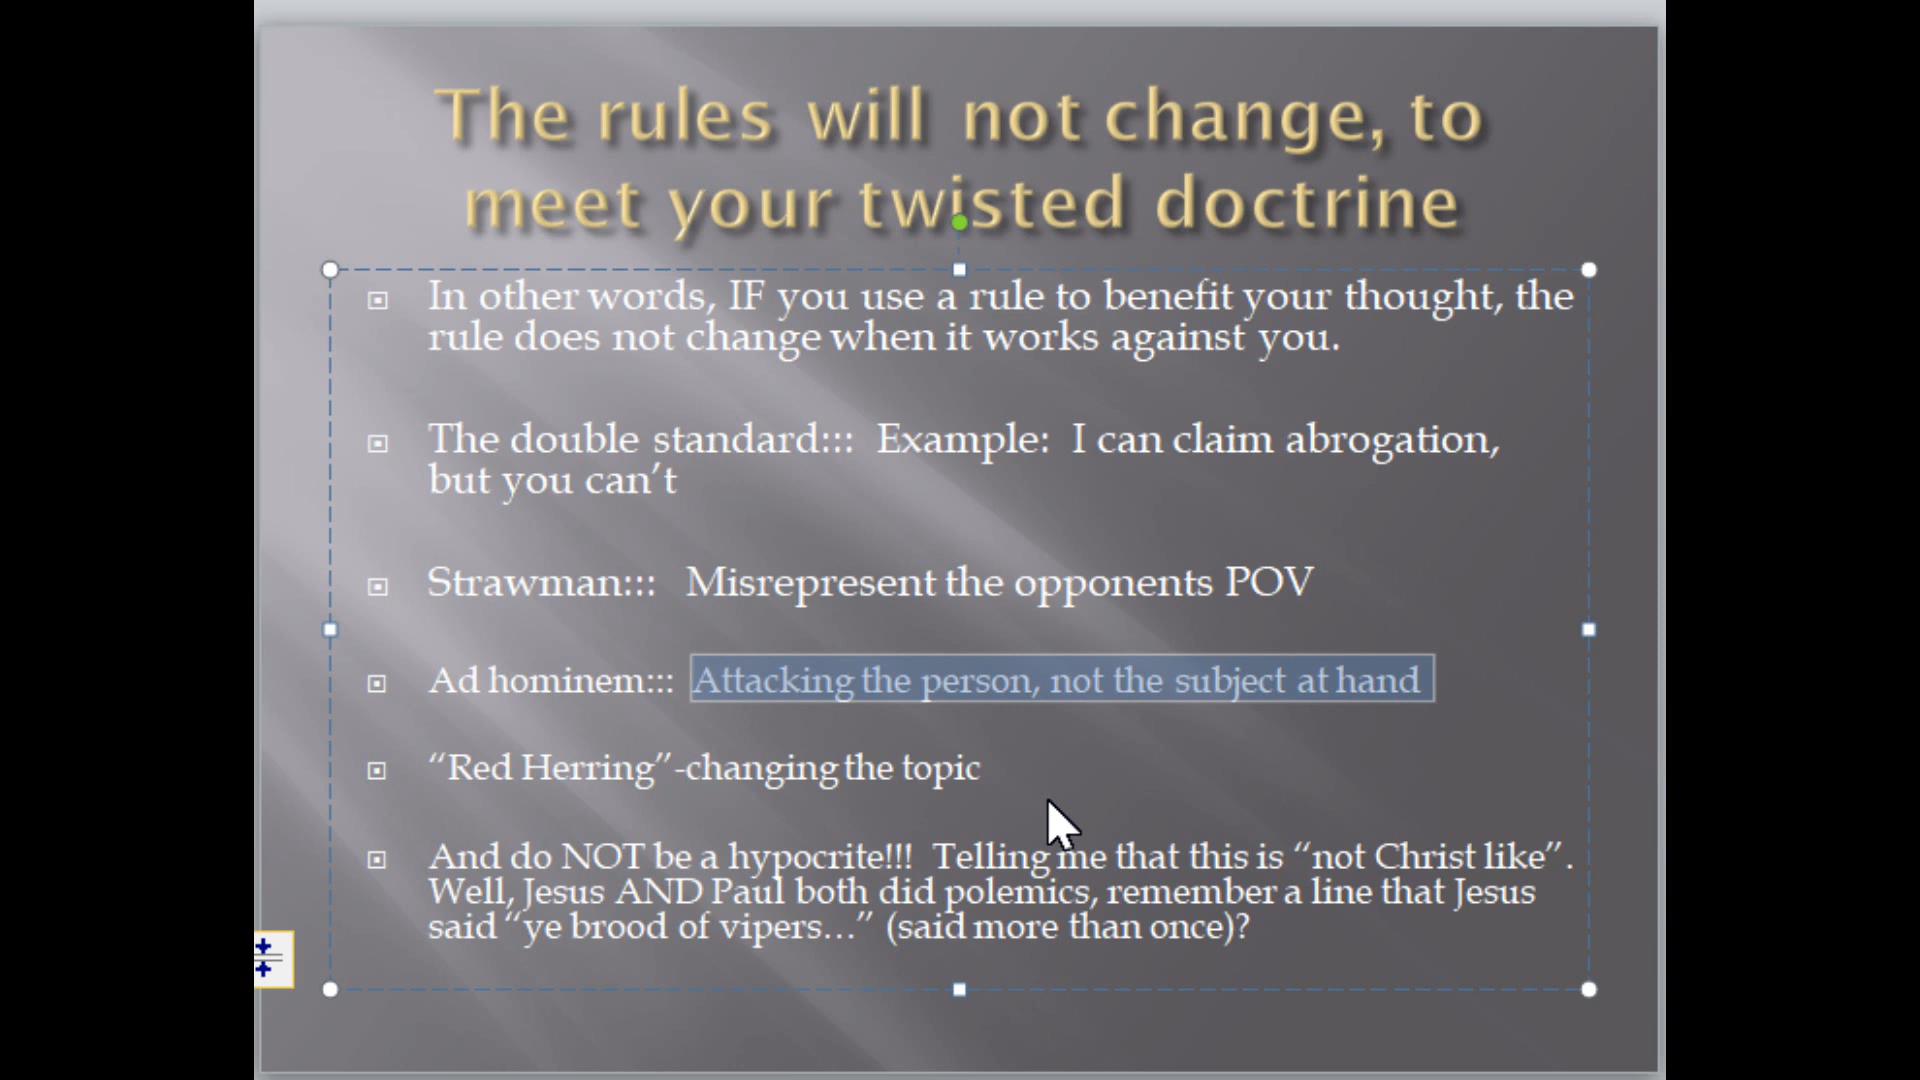 The rules will not change, to
meet your twisted doctrine
In other words, IF you use a rule to benefit your thought, the
rule does not change when it works against you.
The double standard::: Example: I can claim abrogation,
but you can’t
Strawman::: Misrepresent the opponents POV
Ad hominem::: Attacking the person, not the subject at hand
“Red Herring”-changing the topic
And do NOT be a hypocrite!!! Telling me that this is “not Christ like”.
Well, Jesus AND Paul both did polemics, remember a line that Jesus
said “ye brood of vipers…” (said more than once)?